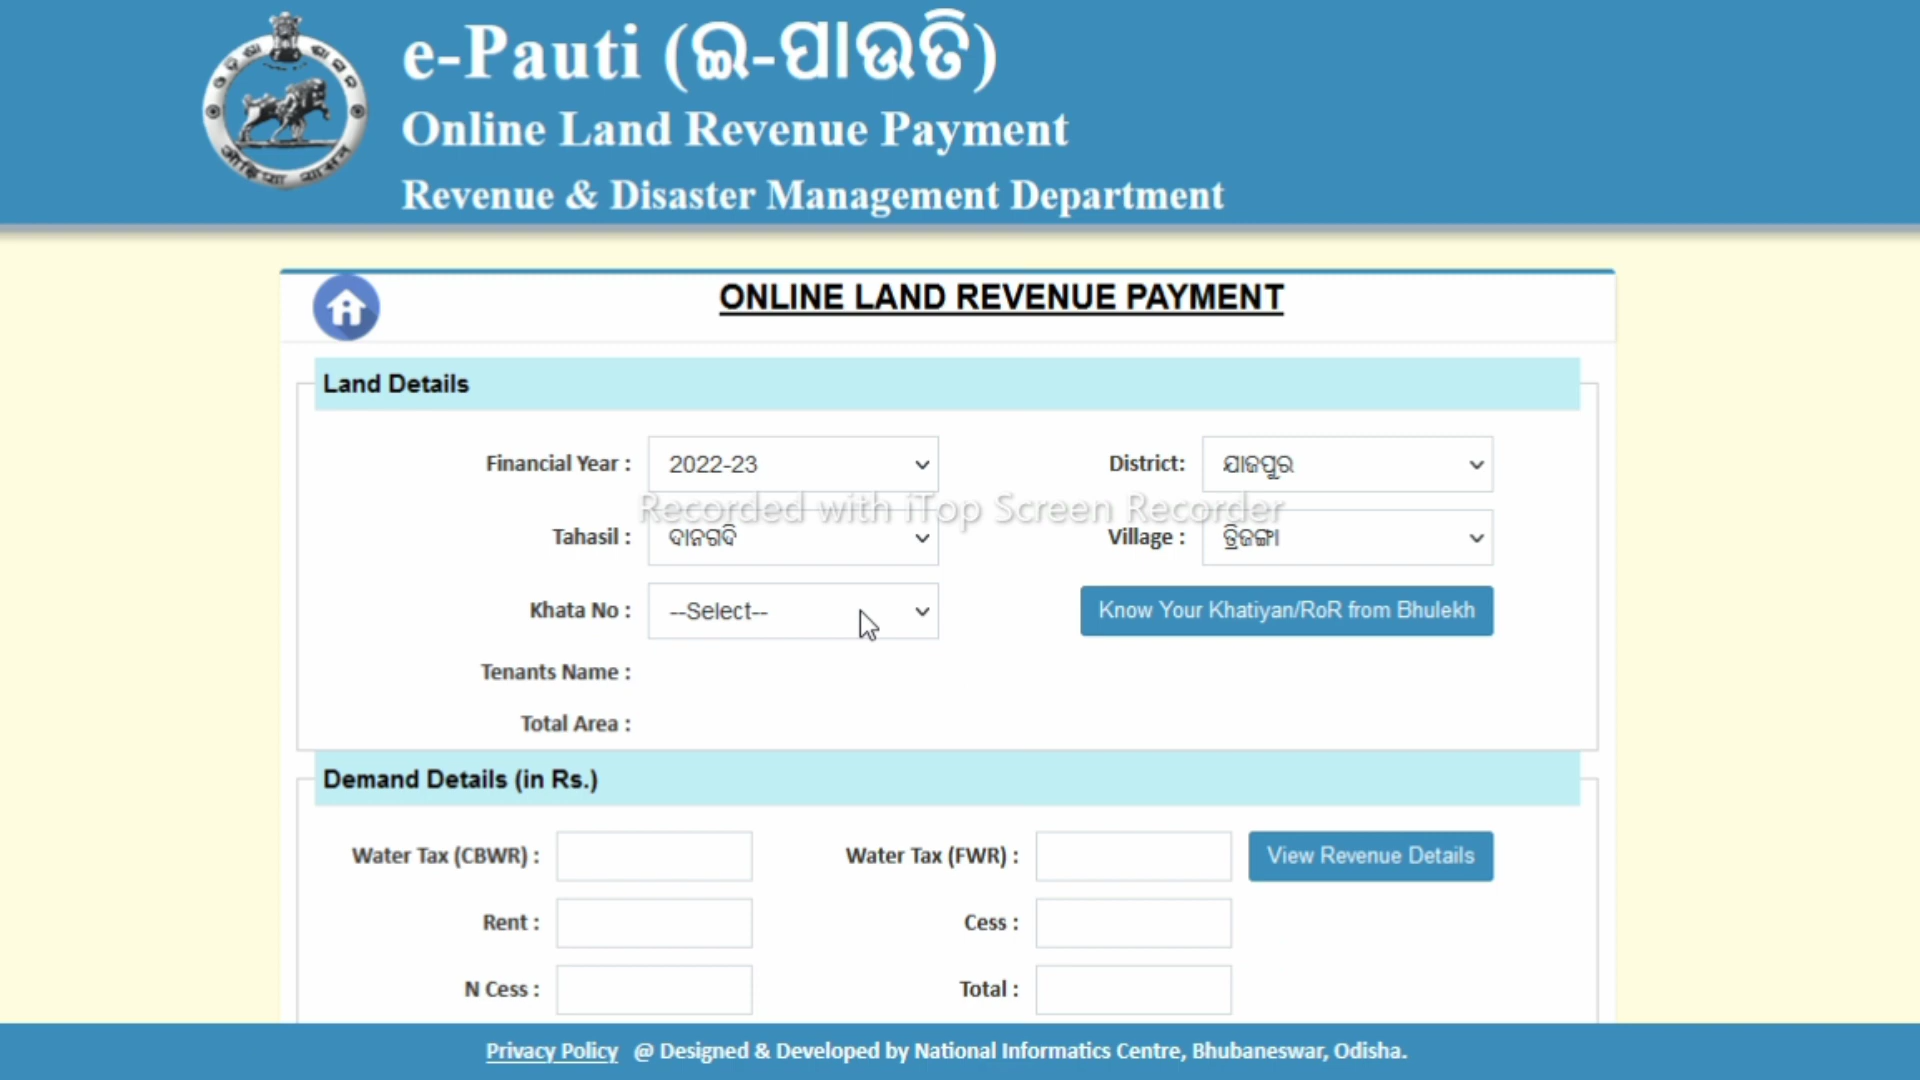 e-Pauti (ଇ-ପାଉତି)
Online Land Revenue Payment
Revenue & Disaster Management Department
ONLINE LAND REVENUE PAYMENT
Land Details
Financial Year : 2022-23 District: ଯାଜପୁର
Recorded with iTop Screen Recorder
Tahasil : ଦାନଗଦି Village : ତ୍ରିଜଙ୍ଗା
Khata No : --Select-- Know Your Khatiyan/RoR from Bhulekh
Tenants Name :
Total Area :
Demand Details (in Rs.)
Water Tax (CBWR) : Water Tax (FWR) : View Revenue Details
Rent : Cess :
N Cess : Total :
Privacy Policy @ Designed & Developed by National Informatics Centre, Bhubaneswar, Odisha.